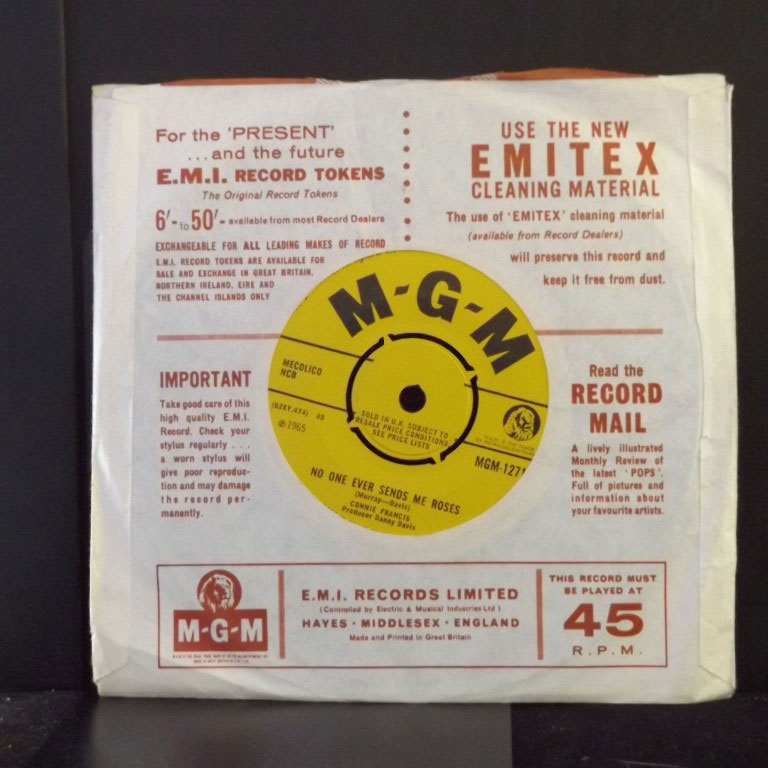 For the 'PRESENT'
...and the future
E.M.I. RECORD TOKENS
The Original Record Tokens
6'- to 50'- available from most Record Dealers
EXCHANGEABLE FOR ALL LEADING MAKES OF RECORD
E.M.I. RECORD TOKENS ARE AVAILABLE FOR
SALE AND EXCHANGE IN GREAT BRITAIN,
NORTHERN IRELAND, EIRE AND
THE CHANNEL ISLANDS ONLY
USE THE NEW
EMITEX
CLEANING MATERIAL
The use of 'EMITEX' cleaning material
(available from Record Dealers)
will preserve this record and
keep it free from dust.
M-G-M
MECOLICO
NCB
(62XY.474) 45
℗1965
SOLD IN U.K. SUBJECT TO
RESALE PRICE CONDITIONS
SEE PRICE LISTS
MGM-1271
NO ONE EVER SENDS ME ROSES
(Murray—Davis)
CONNIE FRANCIS
Producer Danny Davis
IMPORTANT
Take good care of this
high quality E.M.I.
Record. Check your
stylus regularly ...
a worn stylus will
give poor reproduc-
tion and may damage
the record per-
manently.
Read the
RECORD
MAIL
A lively illustrated
Monthly Review of
the latest 'POPS'.
Full of pictures and
information about
your favourite artists.
M-G-M
E.M.I. RECORDS LIMITED
(Controlled by Electric & Musical Industries Ltd)
HAYES · MIDDLESEX · ENGLAND
Made and Printed in Great Britain
THIS RECORD MUST
BE PLAYED AT
45
R.P.M.